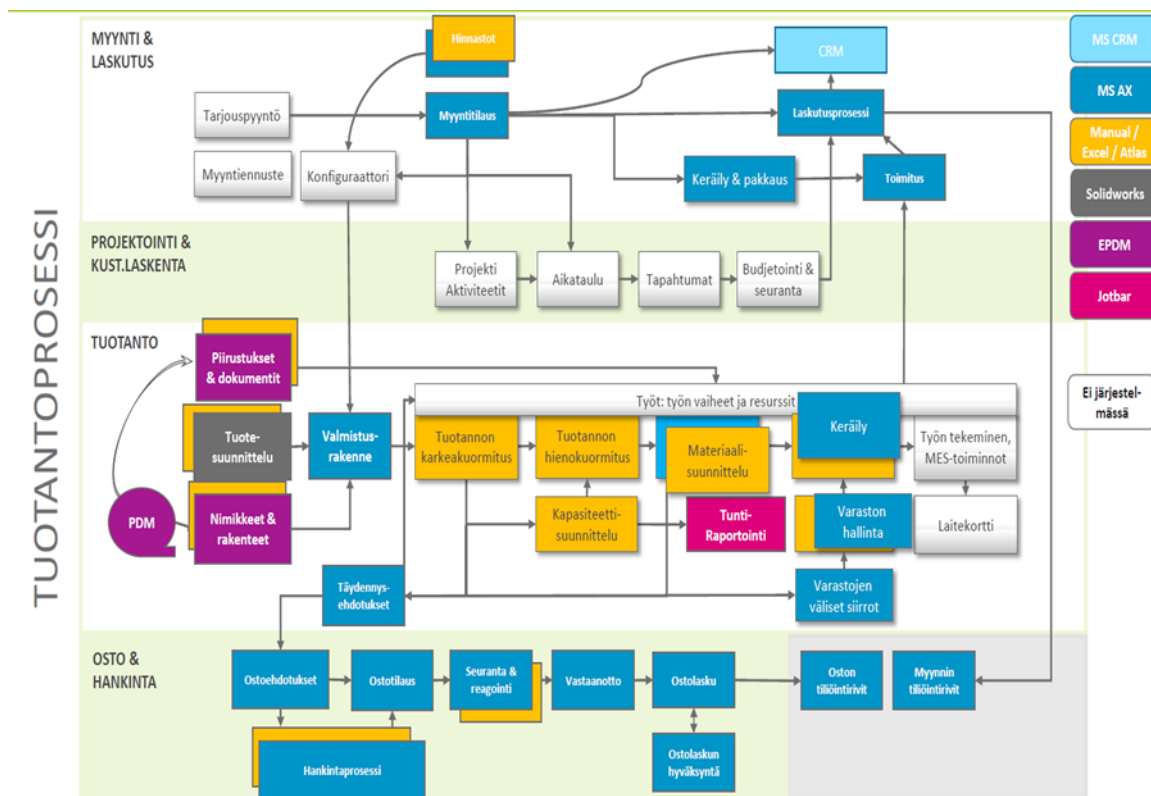 TUOTANTOPROSESSI
MYYNTI &
LASKUTUS
Hinnastot
CRM
MS CRM
MS AX
Manual /
Excel / Atlas
Solidworks
EPDM
Jotbar
Ei järjestel-
mässä
Tarjouspyyntö
Myyntitilaus
Laskutusprosessi
Myyntiennuste
Konfiguraattori
Keräily & pakkaus
Toimitus
PROJEKTOINTI &
KUST.LASKENTA
Projekti
Aktiviteetit
Aikataulu
Tapahtumat
Budjetointi &
seuranta
TUOTANTO
Piirustukset
& dokumentit
Työt: työn vaiheet ja resurssit
Tuote-
suunnittelu
Valmistus-
rakenne
Tuotannon
karkeakuormitus
Tuotannon
hienokuormitus
Materiaali-
suunnittelu
Keräily
Työn tekeminen,
MES-toiminnot
PDM
Nimikkeet &
rakenteet
Kapasiteetti-
suunnittelu
Tunti-
Raportointi
Varaston
hallinta
Laitekortti
Täydennys-
ehdotukset
Varastojen
väliset siirrot
OSTO &
HANKINTA
Ostoehdotukset
Ostotilaus
Seuranta &
reagointi
Vastaanotto
Ostolasku
Oston
tiliöintirivit
Myynnin
tiliöintirivit
Hankintaprosessi
Ostolaskun
hyväksyntä